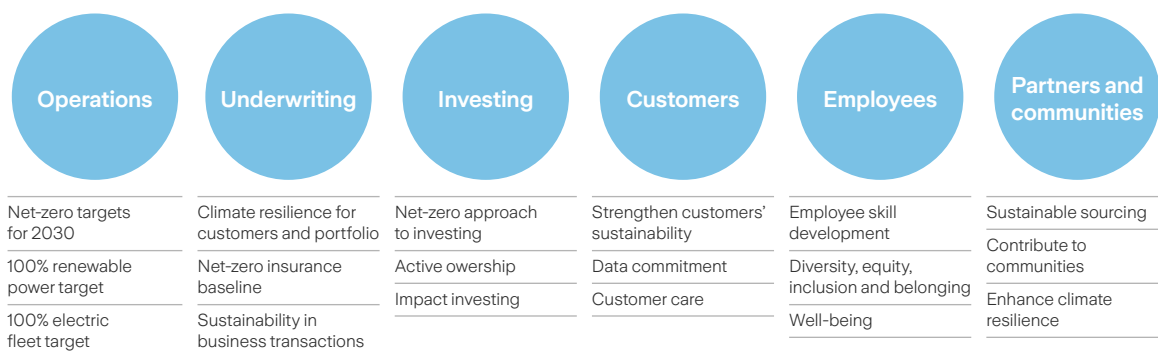 Operations
Net-zero targets
for 2030
100% renewable
power target
100% electric
fleet target
Underwriting
Climate resilience for
customers and portfolio
Net-zero insurance
baseline
Sustainability in
business transactions
Investing
Net-zero approach
to investing
Active owership
Impact investing
Customers
Strengthen customers’
sustainability
Data commitment
Customer care
Employees
Employee skill
development
Diversity, equity,
inclusion and belonging
Well-being
Partners and
communities
Sustainable sourcing
Contribute to
communities
Enhance climate
resilience